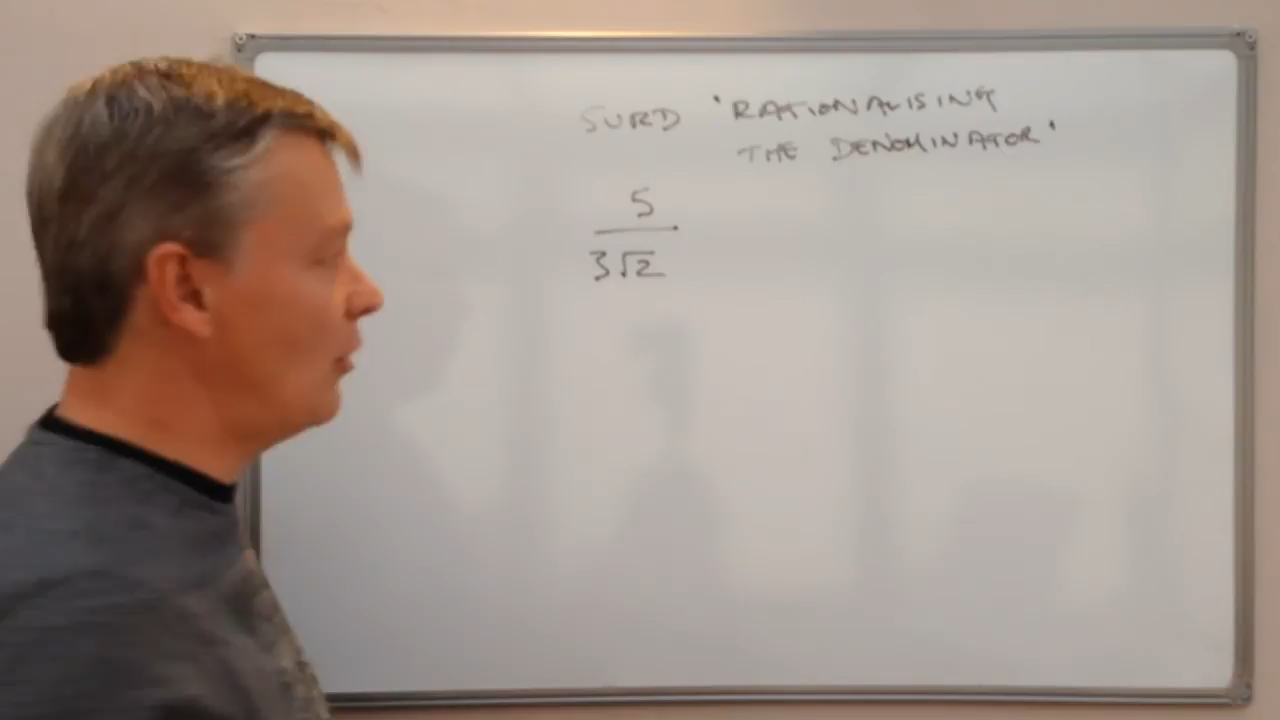 SURD 'RATIONALISING
THE DENOMINATOR'
5
3√2